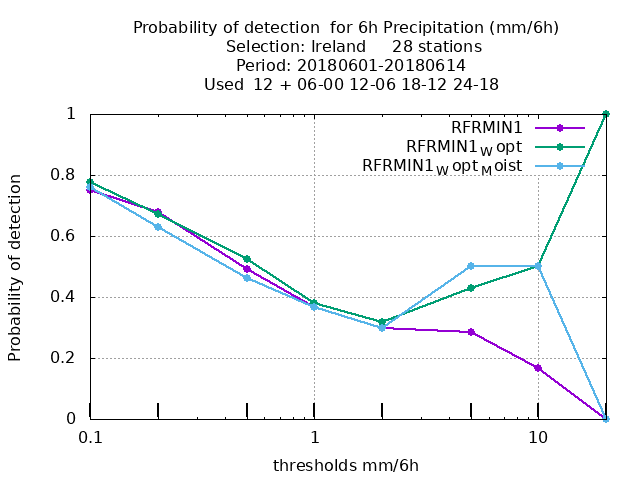 Probability of detection  for 6h Precipitation (mm/6h)
Selection: Ireland     28 stations
Period: 20180601-20180614
Used  12 + 06-00 12-06 18-12 24-18
RFRMIN1
RFRMIN1_W opt
RFRMIN1_W opt_M oist
Probability of detection
1
0.8
0.6
0.4
0.2
0
0.1 1 10
thresholds mm/6h